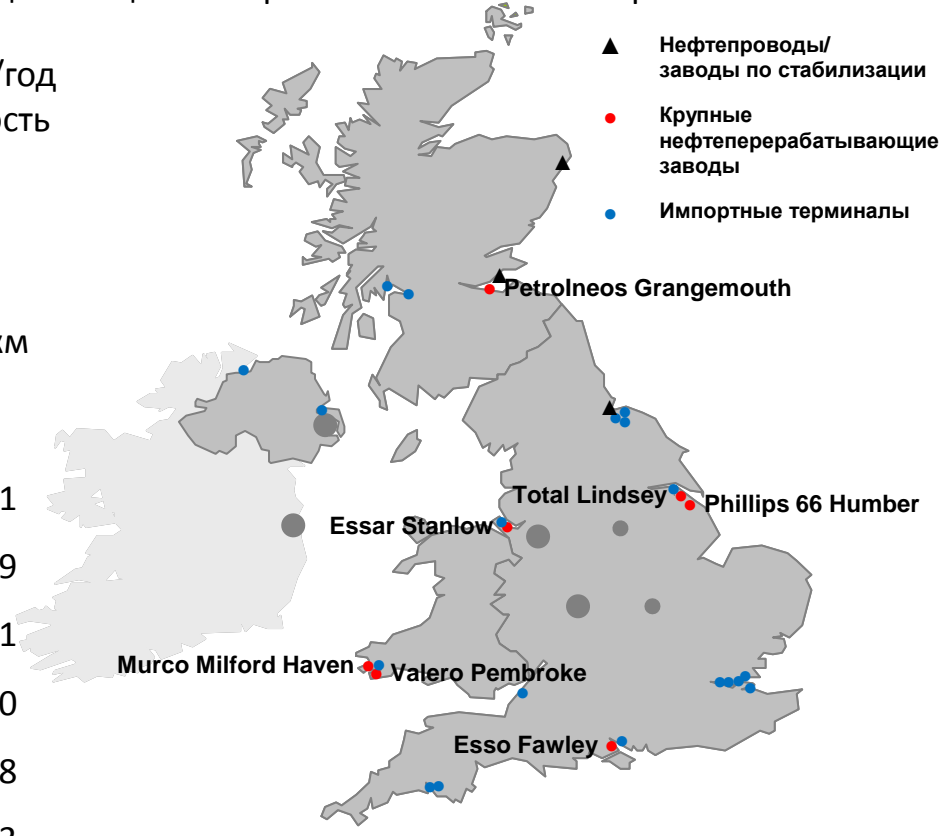 /год
Нефтепроводы/
заводы по стабилизации
Крупные
нефтеперерабатывающие
заводы
Импортные терминалы
Petrolneos Grangemouth
км
1
Total Lindsey
Phillips 66 Humber
Essar Stanlow
9
1
Murco Milford Haven
Valero Pembroke
0
Esso Fawley
8